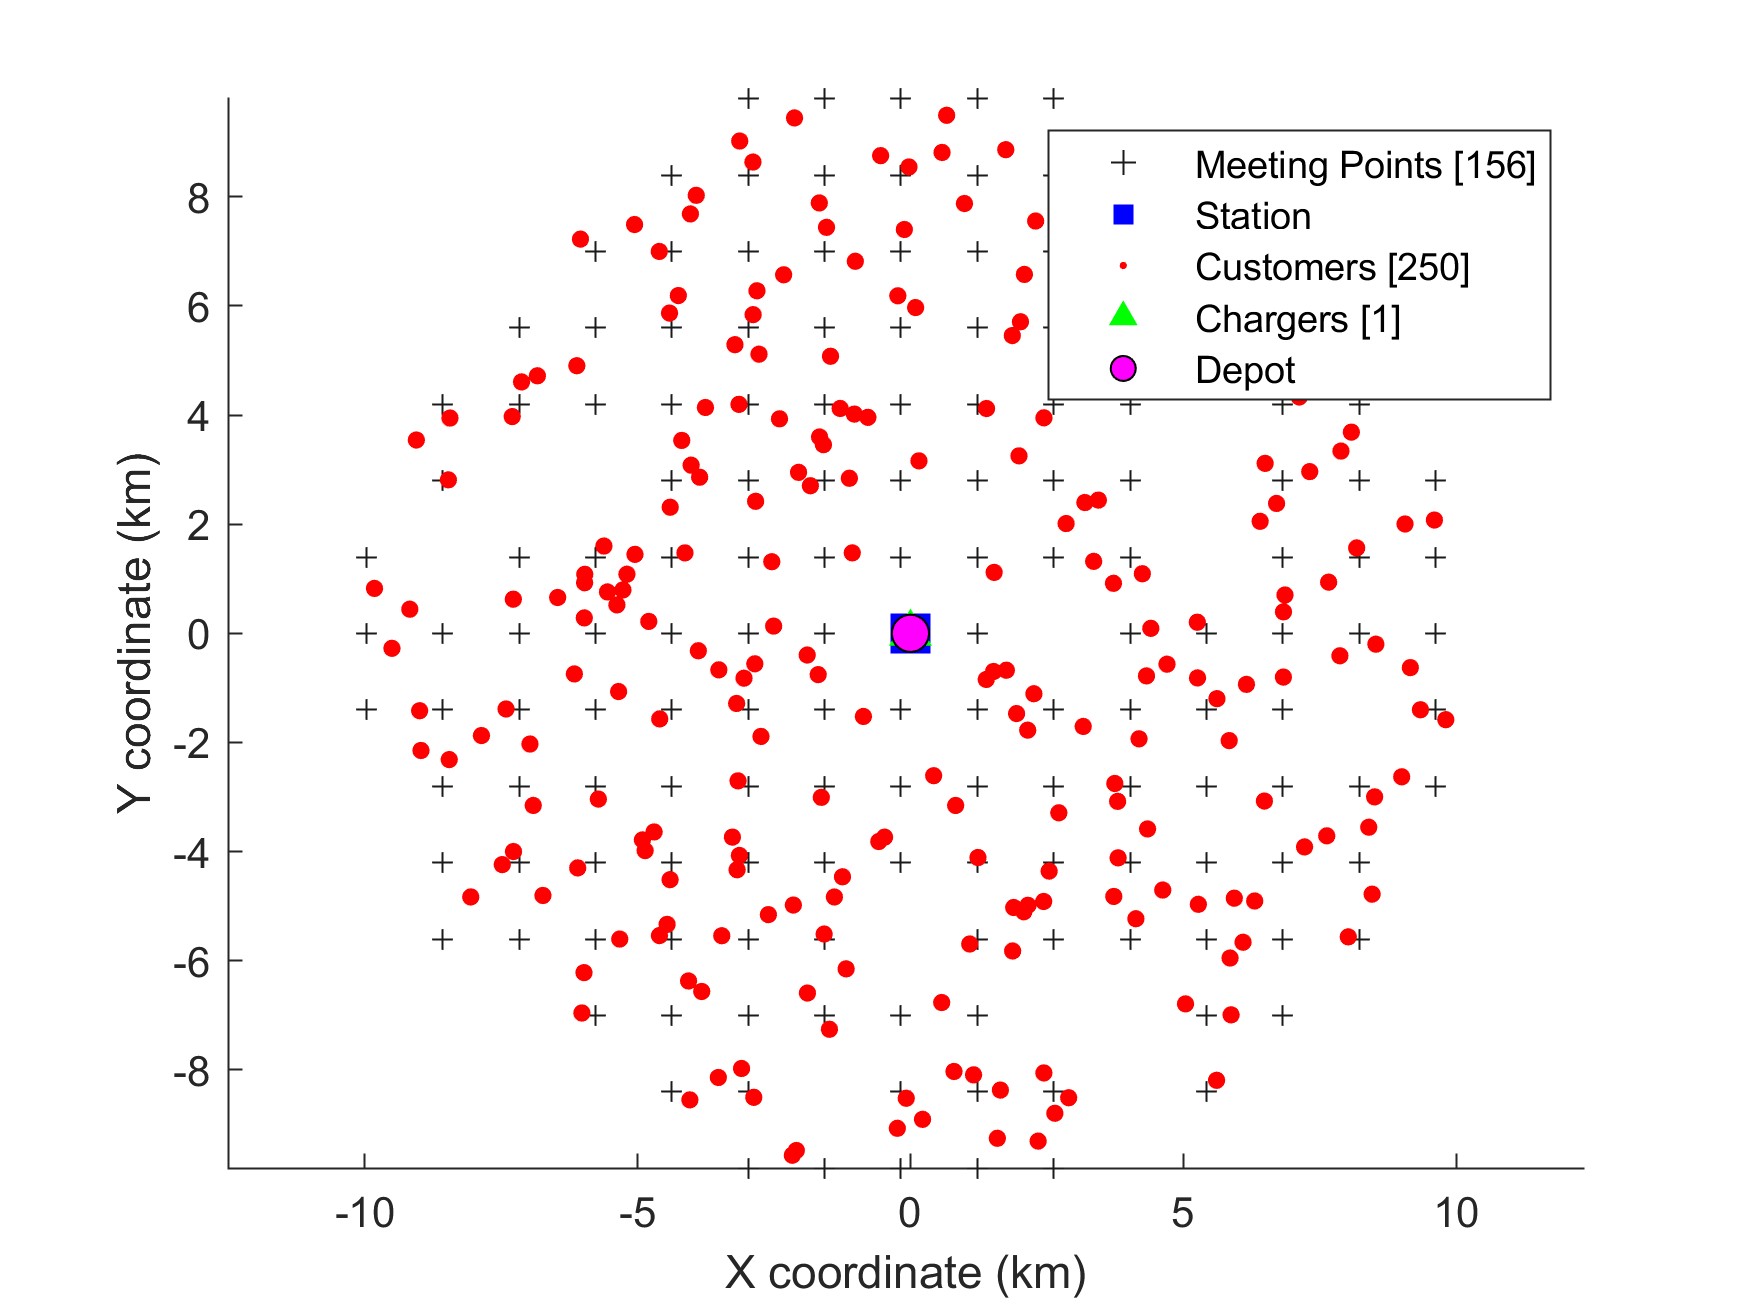 Meeting Points [156]
Station
Customers [250]
Chargers [1]
Depot
8
6
4
2
0
-2
-4
-6
-8
Y coordinate (km)
-10 -5 0 5 10
X coordinate (km)